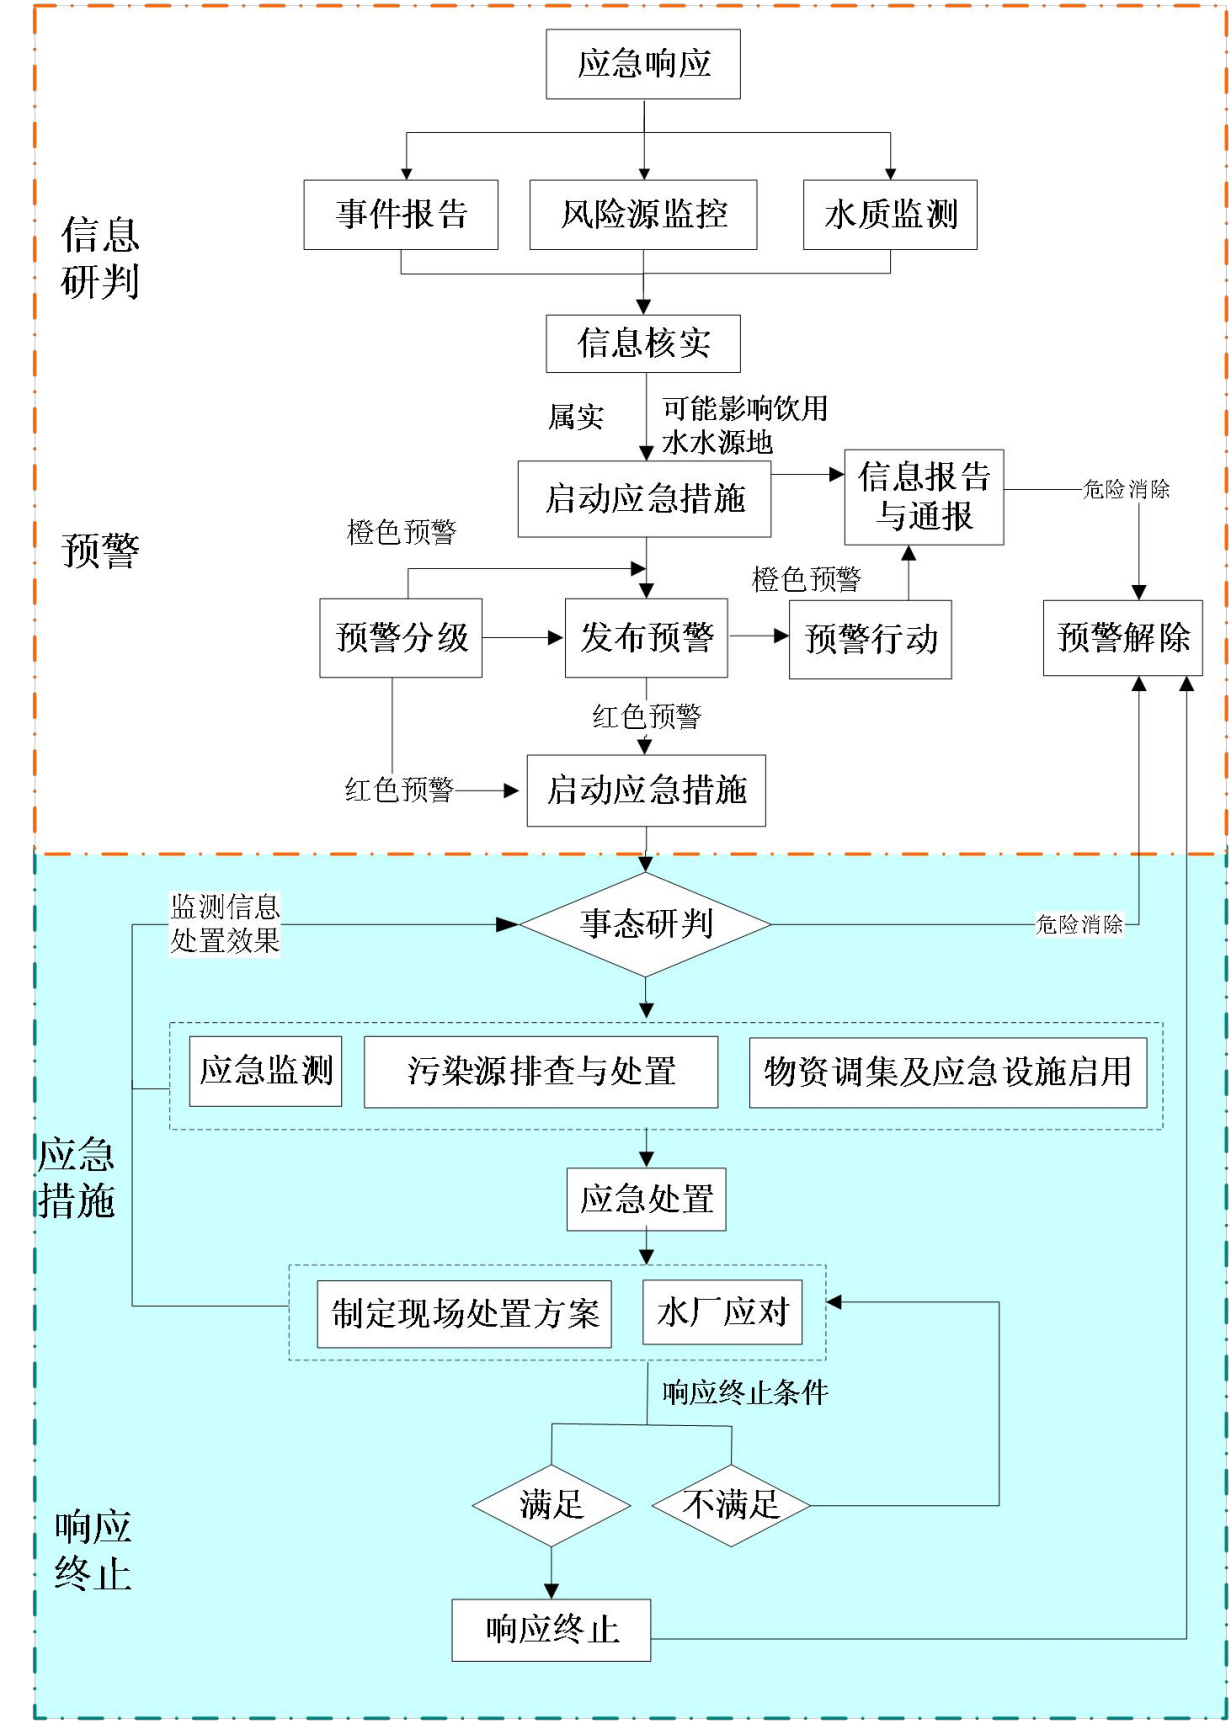 应急响应
事件报告
风险源监控
水质监测
信息
研判
信息核实
属实
可能影响饮用
水水源地
启动应急措施
信息报告
与通报
危险消除
橙色预警
预警
橙色预警
预警分级
发布预警
预警行动
预警解除
红色预警
红色预警
启动应急措施
监测信息
处置效果
事态研判
危险消除
应急监测
污染源排查与处置
物资调集及应急设施启用
应急
措施
应急处置
制定现场处置方案
水厂应对
响应终止条件
满足
不满足
响应
终止
响应终止